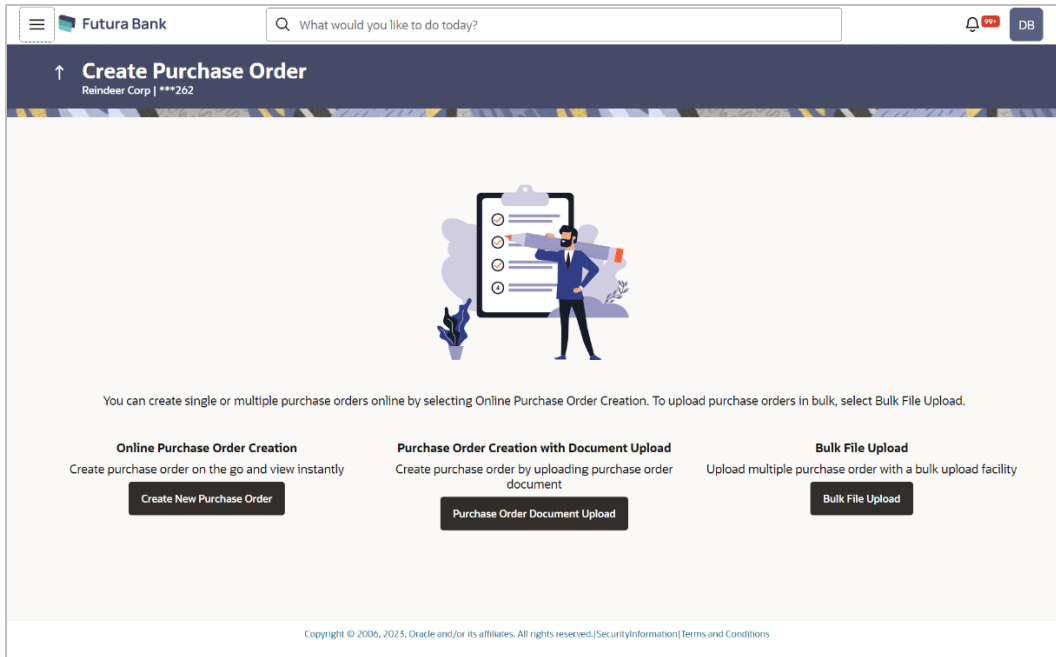 Futura Bank
What would you like to do today?
99+
DB
↑ Create Purchase Order
Reindeer Corp | ***262
4
You can create single or multiple purchase orders online by selecting Online Purchase Order Creation. To upload purchase orders in bulk, select Bulk File Upload.
Online Purchase Order Creation
Create purchase order on the go and view instantly
Create New Purchase Order
Purchase Order Creation with Document Upload
Create purchase order by uploading purchase order
document
Purchase Order Document Upload
Bulk File Upload
Upload multiple purchase order with a bulk upload facility
Bulk File Upload
Copyright © 2006, 2023, Oracle and/or its affiliates. All rights reserved.|SecurityInformation|Terms and Conditions